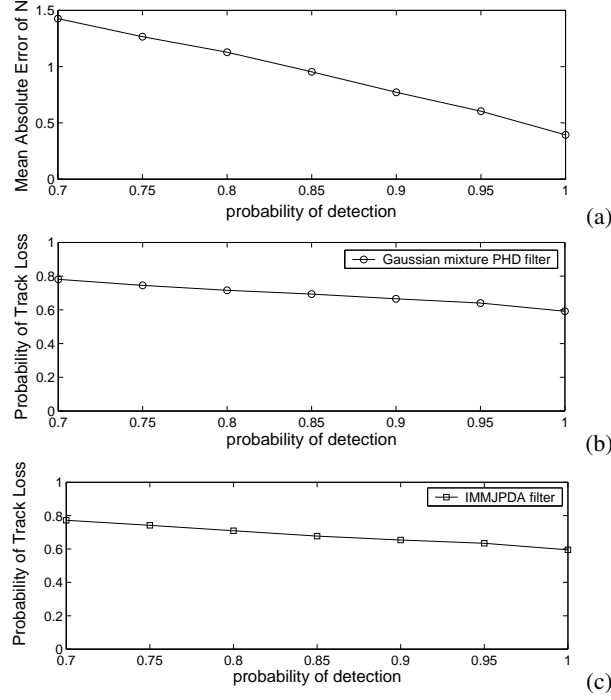 Mean Absolute Error of N
1.5
1
0.5
0
0.7 0.75 0.8 0.85 0.9 0.95 1
probability of detection
(a)
Probability of Track Loss
1
0.8
0.6
0.4
0.2
0
Gaussian mixture PHD filter
0.7 0.75 0.8 0.85 0.9 0.95 1
probability of detection
(b)
Probability of Track Loss
1
0.8
0.6
0.4
0.2
0
IMMJPDA filter
0.7 0.75 0.8 0.85 0.9 0.95 1
probability of detection
(c)